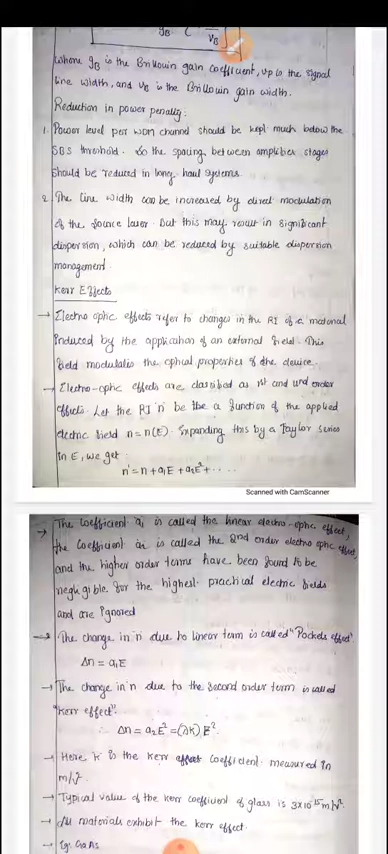 g_B (
v_B
where g_B is the Brillouin gain coefficient, υp is the signal
line width, and υ_B is the Brillouin gain width.
Reduction in power penalty:
1. Power level per WDM channel should be kept much below the
SBS threshold. So the spacing between amplifier stages
should be reduced in long-haul systems.
2. The line width can be increased by direct modulation
of the source laser. But this may result in significant
dispersion, which can be reduced by suitable dispersion
management.
Kerr Effects
→ Electro optic effects refer to changes in the RI of a material
induced by the application of an external field. This
field modulates the optical properties of the device.
→ Electro-optic effects are classified as 1st and 2nd order
effects. Let the RI 'n' be the a function of the applied
electric field n=n(E). Expanding this by a Taylor series
in E, we get
n = n + a₁E + a₂E² + ....
Scanned with CamScanner
→ The coefficient a₁ is called the linear electro-optic effect,
the coefficient a₂ is called the 2nd order electro optic effect
and the higher order terms have been found to be
negligible for the highest practical electric fields
and are ignored
→ The change in 'n' due to linear term is called "Pockels effect"
Δn = a₁E
→ The change in 'n' due to the second order term is called
"Kerr effect".
∴ Δn = a₂E² = (λK) E².
→ Here K is the Kerr effect coefficient measured in
m/V².
→ Typical value of the Kerr coefficient of glass is 3x10⁻¹⁵ m/V².
→ All materials exhibit the Kerr effect.
→ Eg: GaAs